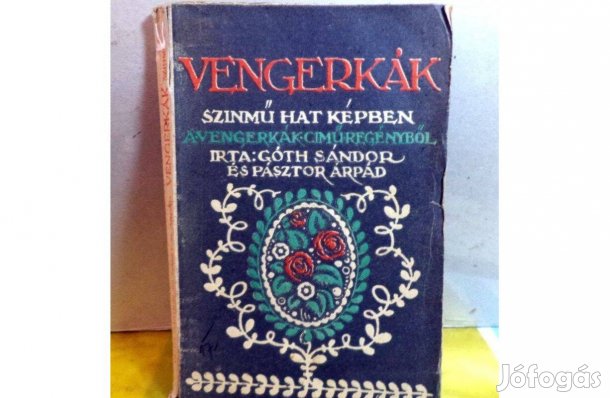 VENGERKÁK
SZINMŰ HAT KÉPBEN
A VENGERKÁK CIMŰ REGÉNYBŐL
IRTA: GÓTH SÁNDOR
ÉS PÁSZTOR ÁRPÁD
VENGERKÁK
Jófogás